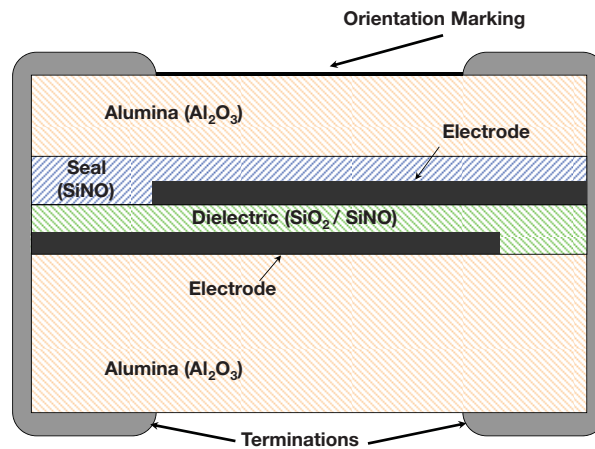 Orientation Marking
Alumina (Al₂O₃)
Electrode
Seal
(SiNO)
Dielectric (SiO₂ / SiNO)
Electrode
Alumina (Al₂O₃)
Terminations